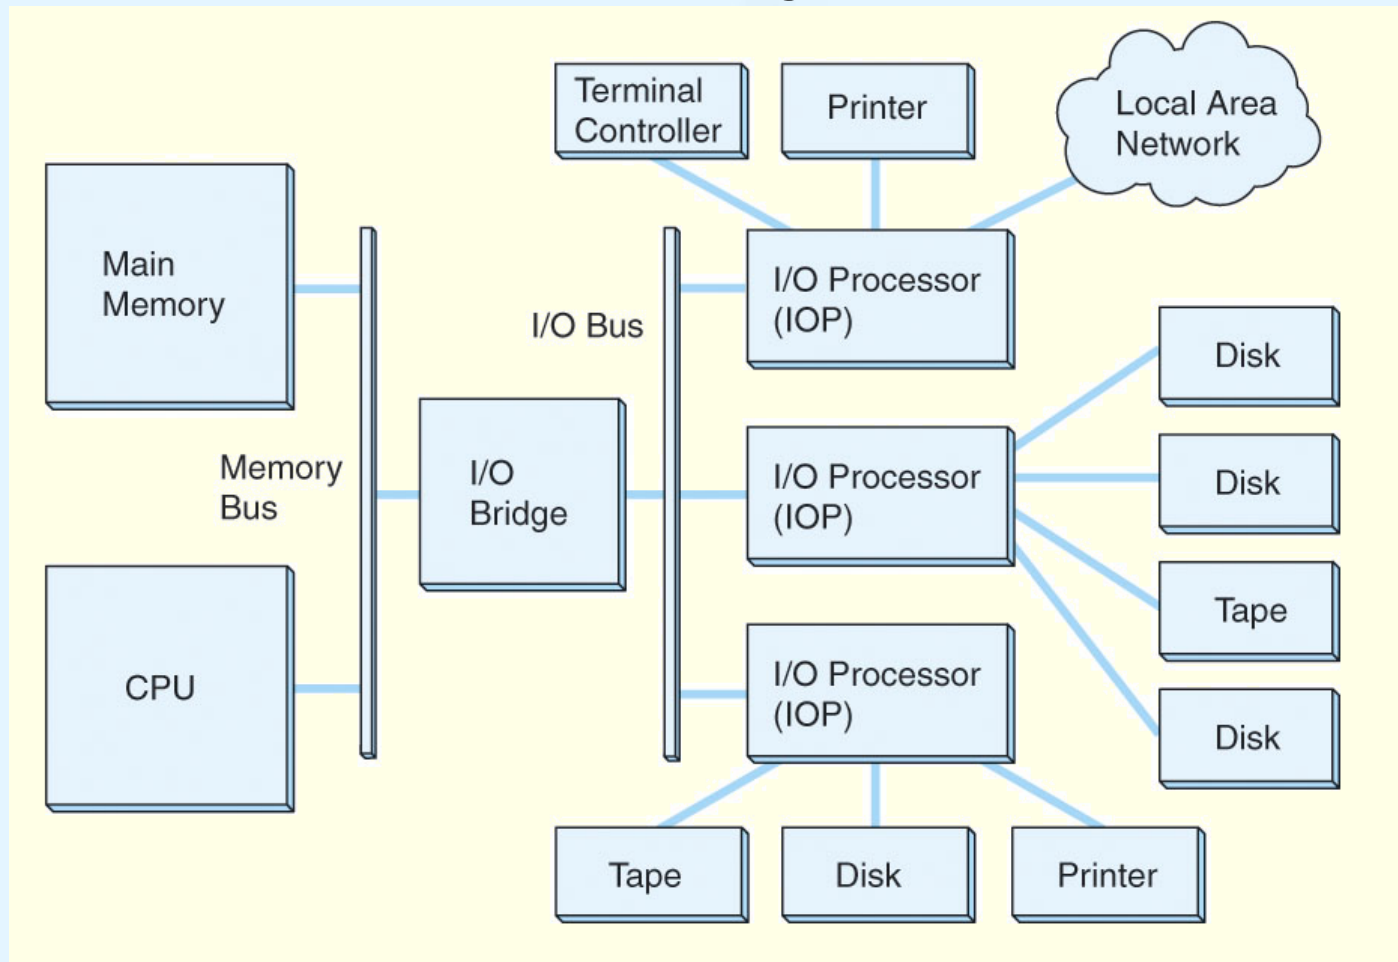 Terminal
Controller
Printer
Local Area
Network
Main
Memory
I/O Processor
(IOP)
I/O Bus
Disk
Memory
Bus
I/O
Bridge
I/O Processor
(IOP)
Disk
Tape
CPU
I/O Processor
(IOP)
Disk
Tape
Disk
Printer